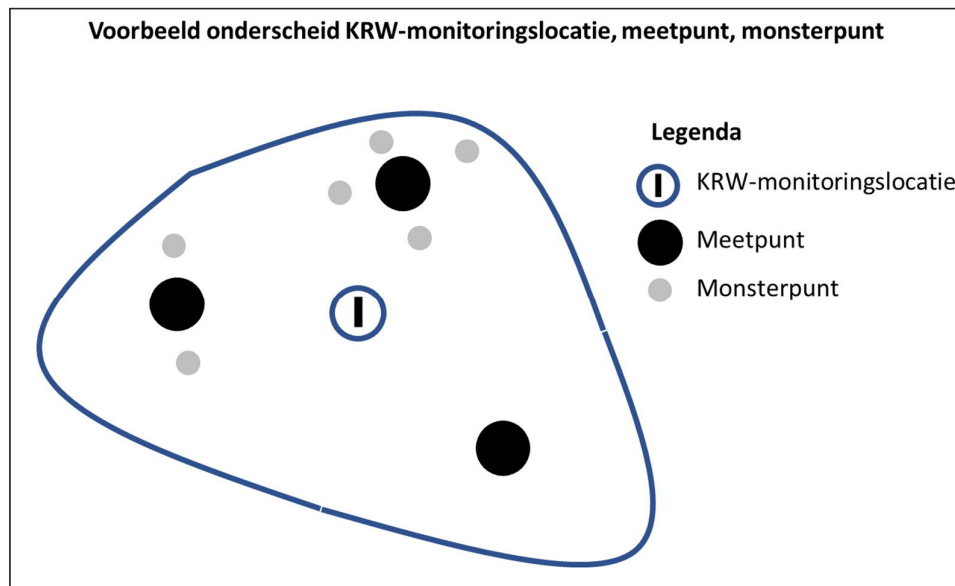 Voorbeeld onderscheid KRW-monitoringslocatie, meetpunt, monsterpunt
Legenda
I KRW-monitoringslocatie
Meetpunt
Monsterpunt
I